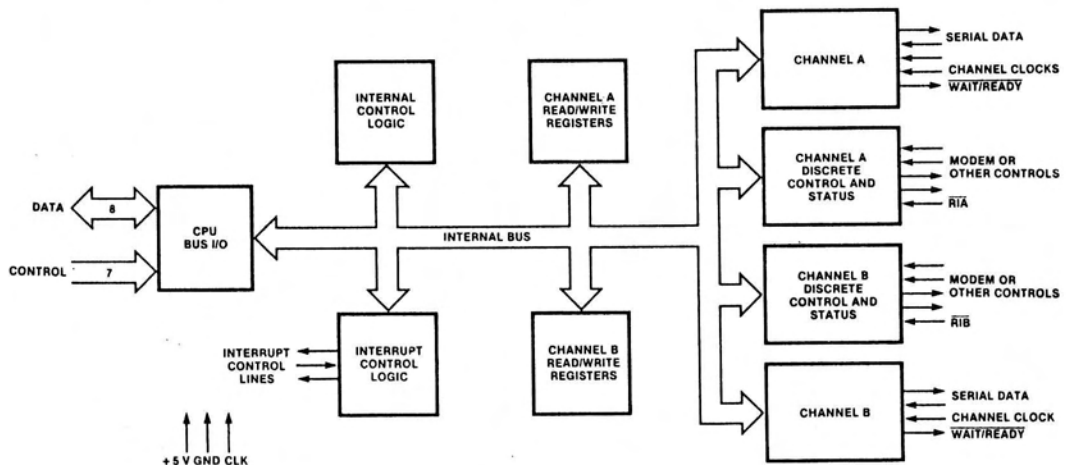 INTERNAL
CONTROL
LOGIC
CHANNEL A
READ/WRITE
REGISTERS
CHANNEL A
SERIAL DATA
CHANNEL CLOCKS
WAIT/READY
CHANNEL A
DISCRETE
CONTROL AND
STATUS
MODEM OR
OTHER CONTROLS
RIA
DATA
8
CPU
BUS I/O
INTERNAL BUS
CONTROL
7
CHANNEL B
DISCRETE
CONTROL AND
STATUS
MODEM OR
OTHER CONTROLS
RIB
INTERRUPT
CONTROL
LINES
INTERRUPT
CONTROL
LOGIC
CHANNEL B
READ/WRITE
REGISTERS
CHANNEL B
SERIAL DATA
CHANNEL CLOCK
WAIT/READY
+5 V GND CLK